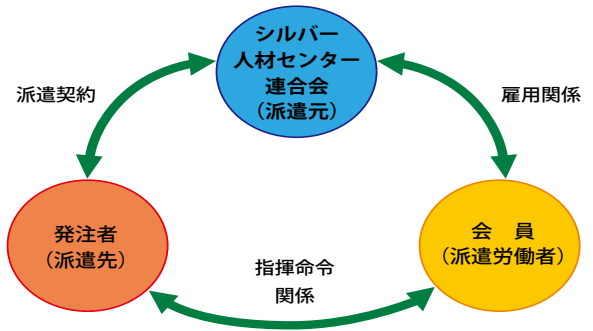 シルバー
人材センター
連合会
（派遣元）
派遣契約
雇用関係
発注者
（派遣先）
会　員
（派遣労働者）
指揮命令
関係